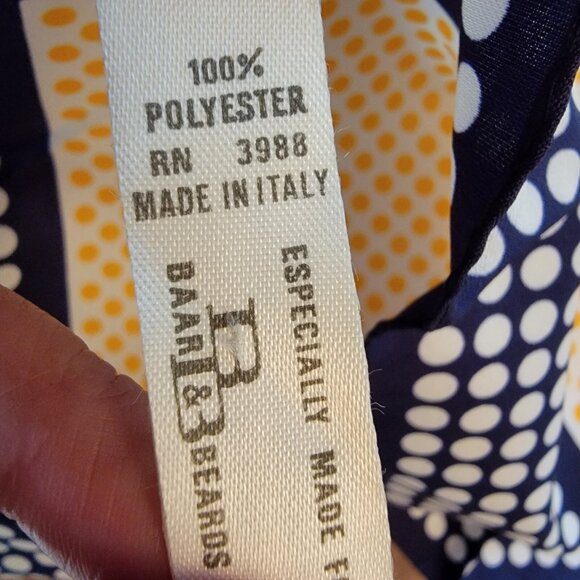 100%
POLYESTER
RN 3988
MADE IN ITALY
ESPECIALLY MADE F
B
BAAR & BEARDS
B